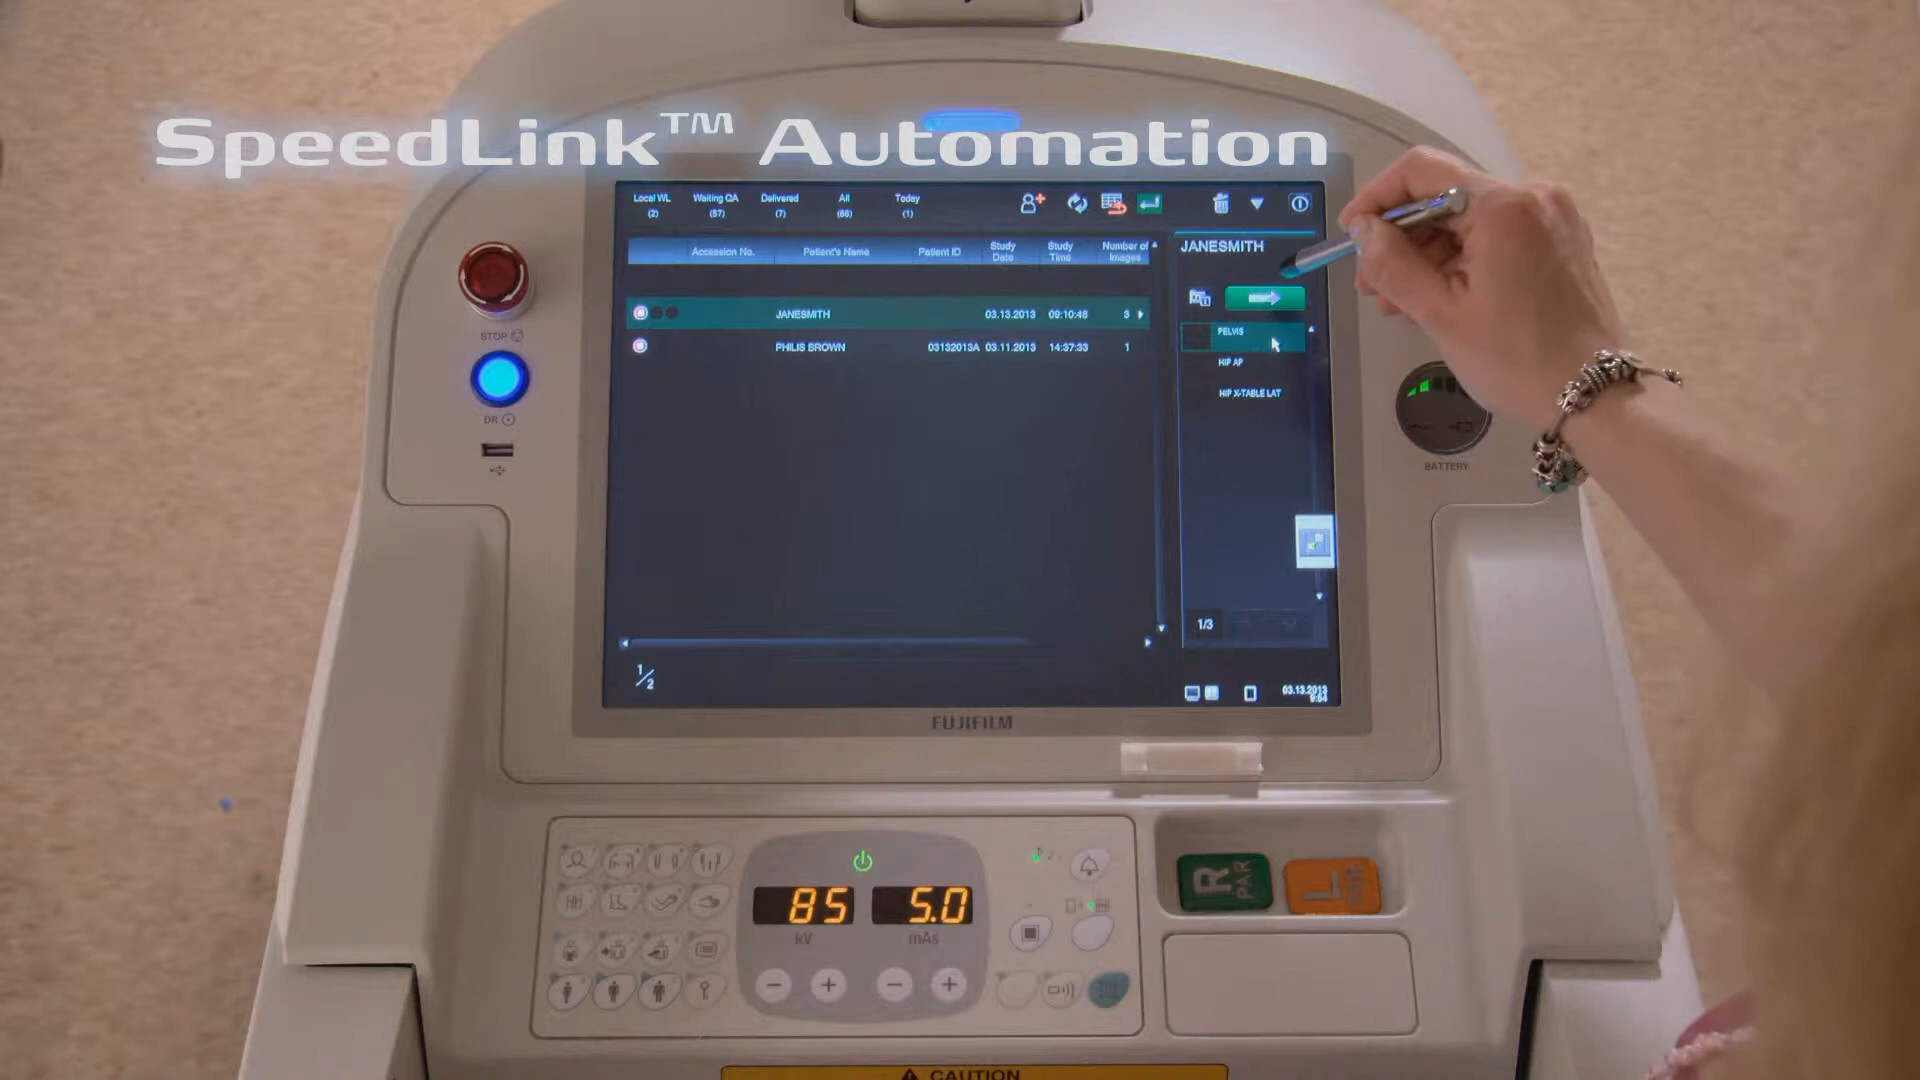 SpeedLink™ Automation
Local WL Waiting QA Delivered All Today
(2) (57) (7) (66) (1)
Accession No. Patient's Name Patient ID Study Date Study Time Number of Images
JANESMITH 03.13.2013 09:10:48 3
PHILIS BROWN 03132013A 03.11.2013 14:37:33 1
1/2
JANESMITH
PELVIS
HIP AP
HIP X-TABLE LAT
1/3
03.13.2013
9:54
STOP
DR
BATTERY
FUJIFILM
85 5.0
kV mAs
R PAR
L
CAUTION